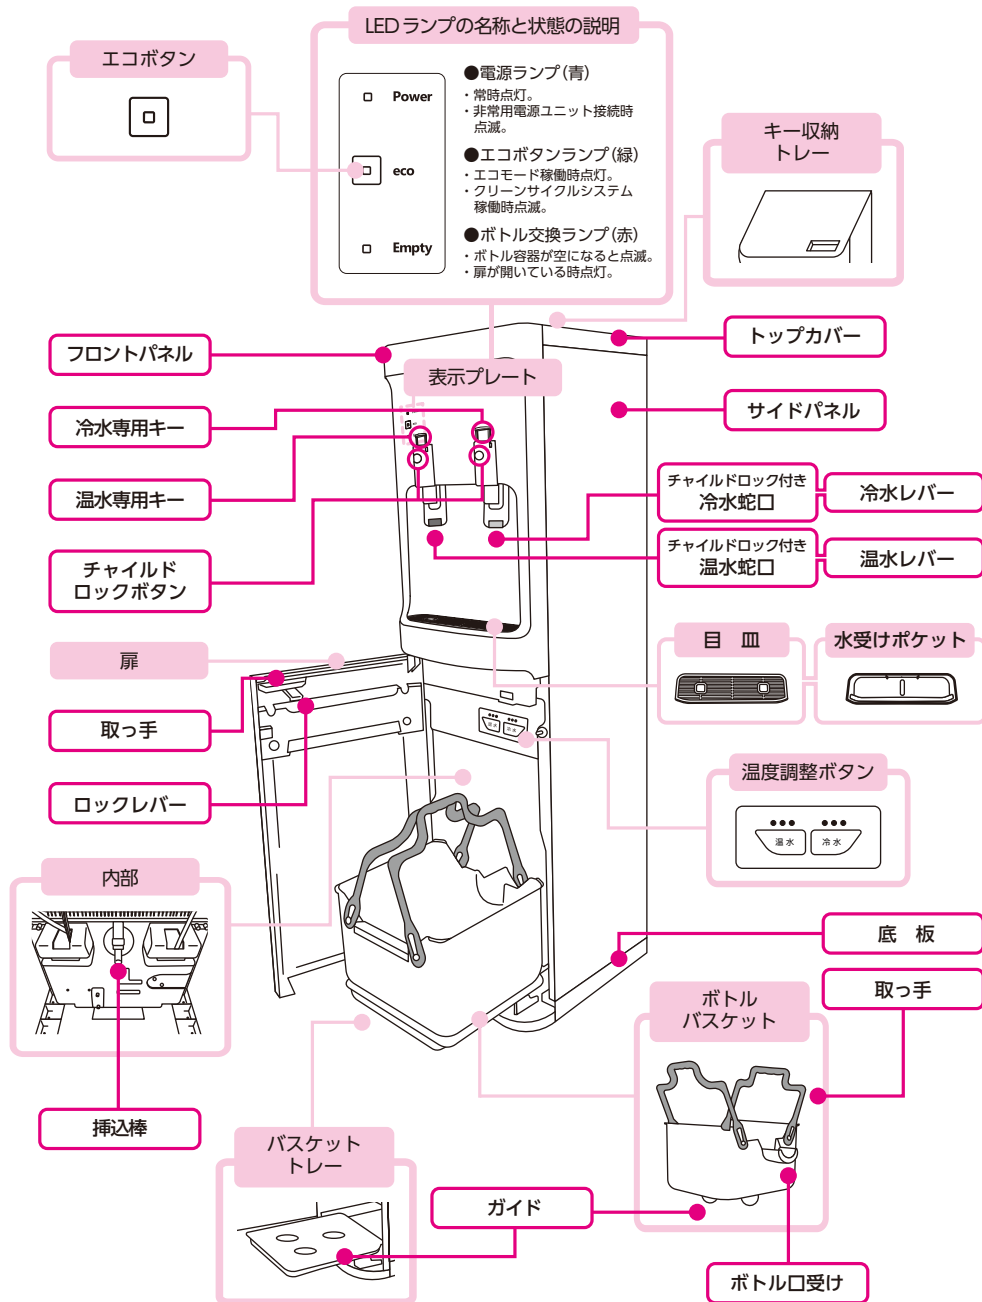 LEDランプの名称と状態の説明
エコボタン
Power
eco
Empty
●電源ランプ(青)
・常時点灯。
・非常用電源ユニット接続時
点滅。
●エコボタンランプ(緑)
・エコモード稼働時点灯。
・クリーンサイクルシステム
稼働時点滅。
●ボトル交換ランプ(赤)
・ボトル容器が空になると点滅。
・扉が開いている時点灯。
キー収納
トレー
フロントパネル
表示プレート
トップカバー
冷水専用キー
サイドパネル
温水専用キー
チャイルドロック付き
冷水蛇口
冷水レバー
チャイルド
ロックボタン
チャイルドロック付き
温水蛇口
温水レバー
扉
目 皿
水受けポケット
取っ手
温水
冷水
ロックレバー
温度調整ボタン
温水
冷水
内部
底 板
取っ手
ボトル
バスケット
挿込棒
バスケット
トレー
ガイド
ボトル口受け